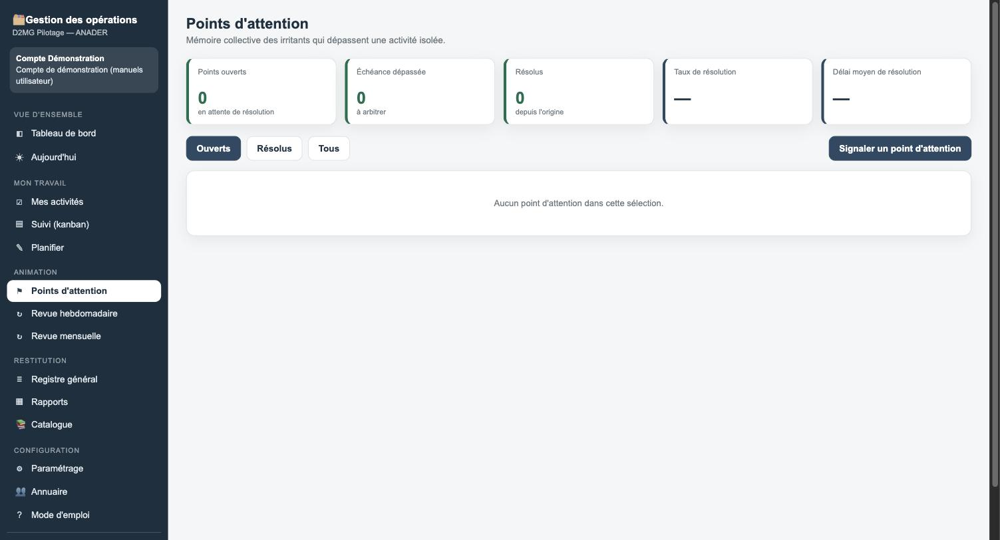 Gestion des opérations
D2MG Pilotage — ANADER
Compte Démonstration
Compte de démonstration (manuels
utilisateur)
VUE D'ENSEMBLE
Tableau de bord
Aujourd'hui
MON TRAVAIL
Mes activités
Suivi (kanban)
Planifier
ANIMATION
Points d'attention
Revue hebdomadaire
Revue mensuelle
RESTITUTION
Registre général
Rapports
Catalogue
CONFIGURATION
Paramétrage
Annuaire
? Mode d'emploi
Points d'attention
Mémoire collective des irritants qui dépassent une activité isolée.
Points ouverts
0
en attente de résolution
Échéance dépassée
0
à arbitrer
Résolus
0
depuis l'origine
Taux de résolution
—
Délai moyen de résolution
—
Ouverts
Résolus
Tous
Signaler un point d'attention
Aucun point d'attention dans cette sélection.